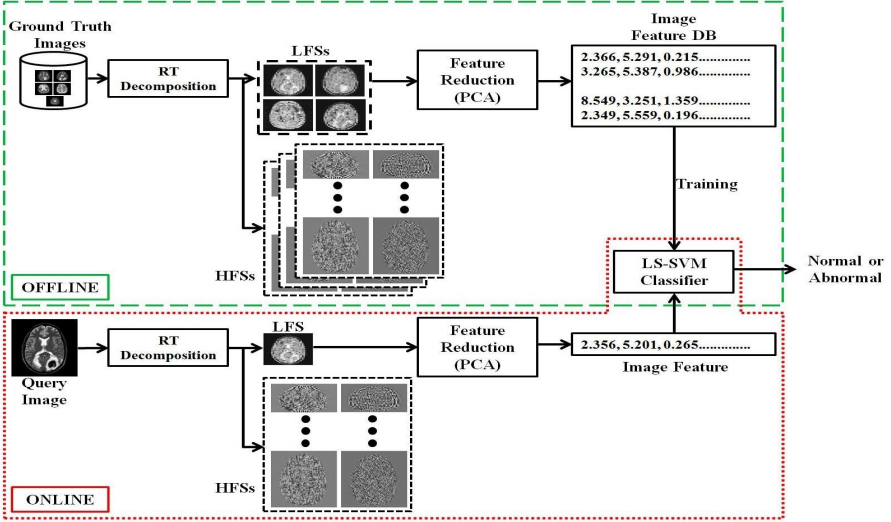 Ground Truth
Images
RT
Decomposition
LFSs
Feature
Reduction
(PCA)
Image
Feature DB
2.366, 5.291, 0.215..............
3.265, 5.387, 0.986..............
8.549, 3.251, 1.359..............
2.349, 5.559, 0.196..............
Training
HFSs
OFFLINE
LS-SVM
Classifier
Normal or
Abnormal
Query
Image
RT
Decomposition
LFS
Feature
Reduction
(PCA)
2.356, 5.201, 0.265..............
Image Feature
HFSs
ONLINE